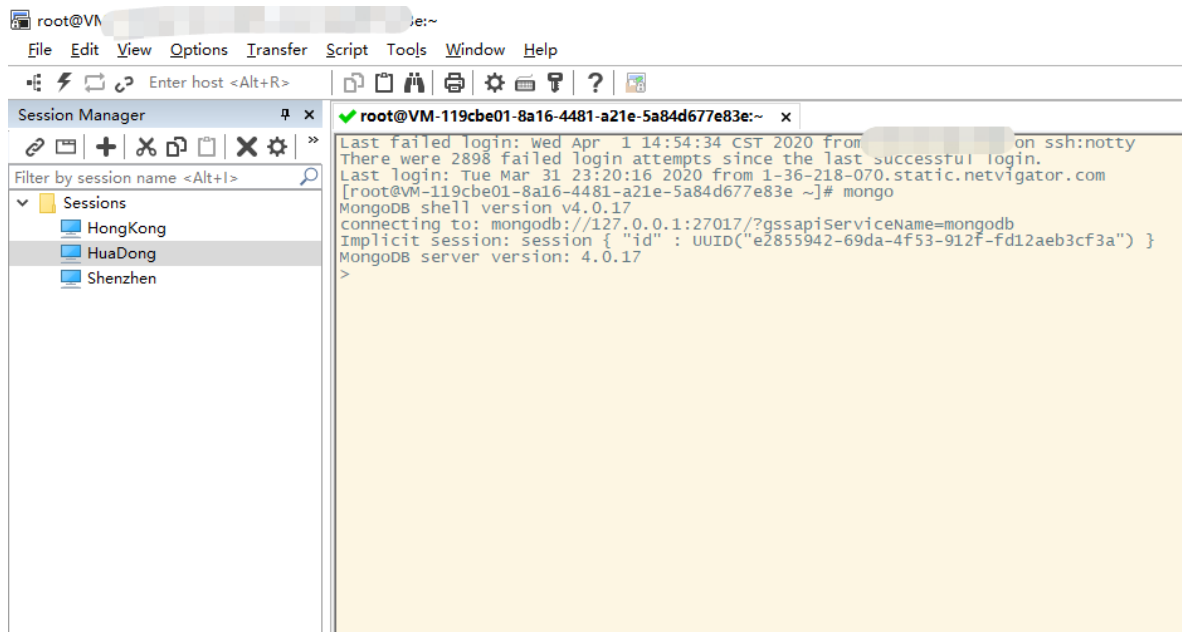 root@VM e:~
File Edit View Options Transfer Script Tools Window Help
Enter host <Alt+R>
Session Manager
root@VM-119cbe01-8a16-4481-a21e-5a84d677e83e:~
Filter by session name <Alt+I>
Sessions
HongKong
HuaDong
Shenzhen
Last failed login: Wed Apr  1 14:54:34 CST 2020 from on ssh:notty
There were 2898 failed login attempts since the last successful login.
Last login: Tue Mar 31 23:20:16 2020 from 1-36-218-070.static.netvigator.com
[root@VM-119cbe01-8a16-4481-a21e-5a84d677e83e ~]# mongo
MongoDB shell version v4.0.17
connecting to: mongodb://127.0.0.1:27017/?gssapiServiceName=mongodb
Implicit session: session { "id" : UUID("e2855942-69da-4f53-912f-fd12aeb3cf3a") }
MongoDB server version: 4.0.17
>